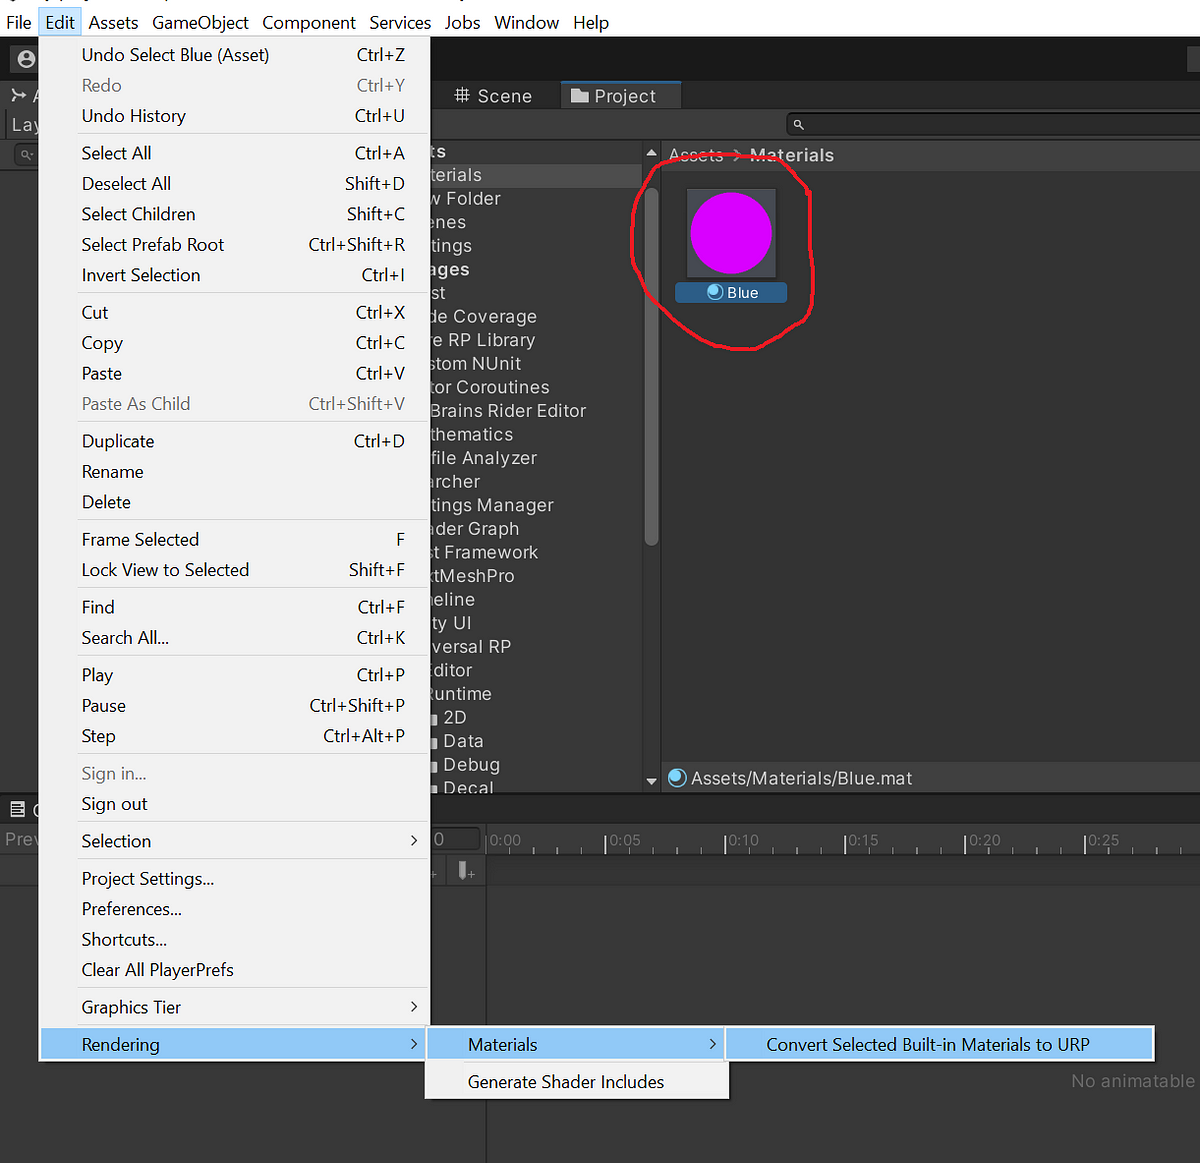 File Edit Assets GameObject Component Services Jobs Window Help
Undo Select Blue (Asset) Ctrl+Z
Redo Ctrl+Y
Undo History Ctrl+U
Select All Ctrl+A
Deselect All Shift+D
Select Children Shift+C
Select Prefab Root Ctrl+Shift+R
Invert Selection Ctrl+I
Cut Ctrl+X
Copy Ctrl+C
Paste Ctrl+V
Paste As Child Ctrl+Shift+V
Duplicate Ctrl+D
Rename
Delete
Frame Selected F
Lock View to Selected Shift+F
Find Ctrl+F
Search All... Ctrl+K
Play Ctrl+P
Pause Ctrl+Shift+P
Step Ctrl+Alt+P
Sign in...
Sign out
Selection
Project Settings...
Preferences...
Shortcuts...
Clear All PlayerPrefs
Graphics Tier
Rendering
Materials
Generate Shader Includes
Convert Selected Built-in Materials to URP
A
Lay
Scene
Project
ts
terials
w Folder
enes
tings
ages
st
de Coverage
re RP Library
stom NUnit
tor Coroutines
Brains Rider Editor
thematics
file Analyzer
archer
tings Manager
ader Graph
st Framework
xtMeshPro
neline
ty UI
versal RP
Editor
Runtime
2D
Data
Debug
Decal
Assets > Materials
Blue
Assets/Materials/Blue.mat
Prev
0
0:00 0:05 0:10 0:15 0:20 0:25
No animatable